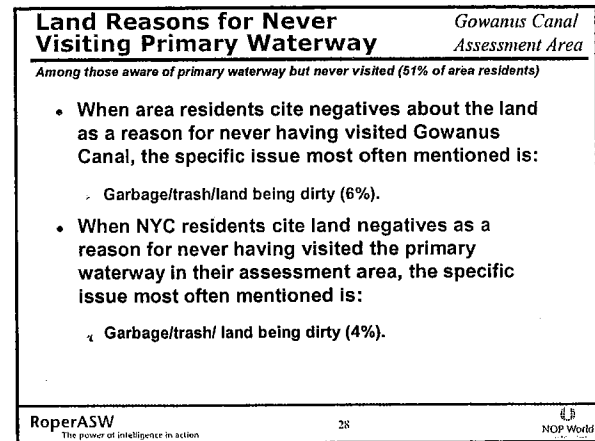 Land Reasons for Never
Visiting Primary Waterway
Gowanus Canal
Assessment Area
Among those aware of primary waterway but never visited (51% of area residents)
• When area residents cite negatives about the land
as a reason for never having visited Gowanus
Canal, the specific issue most often mentioned is:
Garbage/trash/land being dirty (6%).
• When NYC residents cite land negatives as a
reason for never having visited the primary
waterway in their assessment area, the specific
issue most often mentioned is:
Garbage/trash/ land being dirty (4%).
RoperASW
The power of intelligence in action
28
NOP World